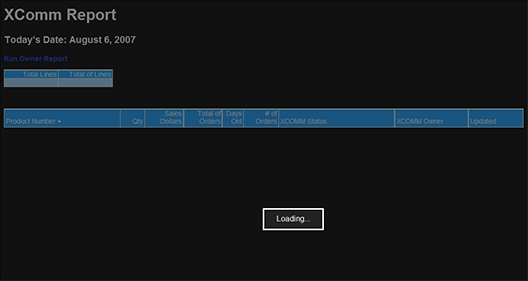 XComm Report
Today's Date: August 6, 2007
Run Owner Report
Total Lines Total of Lines
Product Number Qty Sales Dollars Total of Orders Days Old # of Orders XCOMM Status XCOMM Owner Updated
Loading...